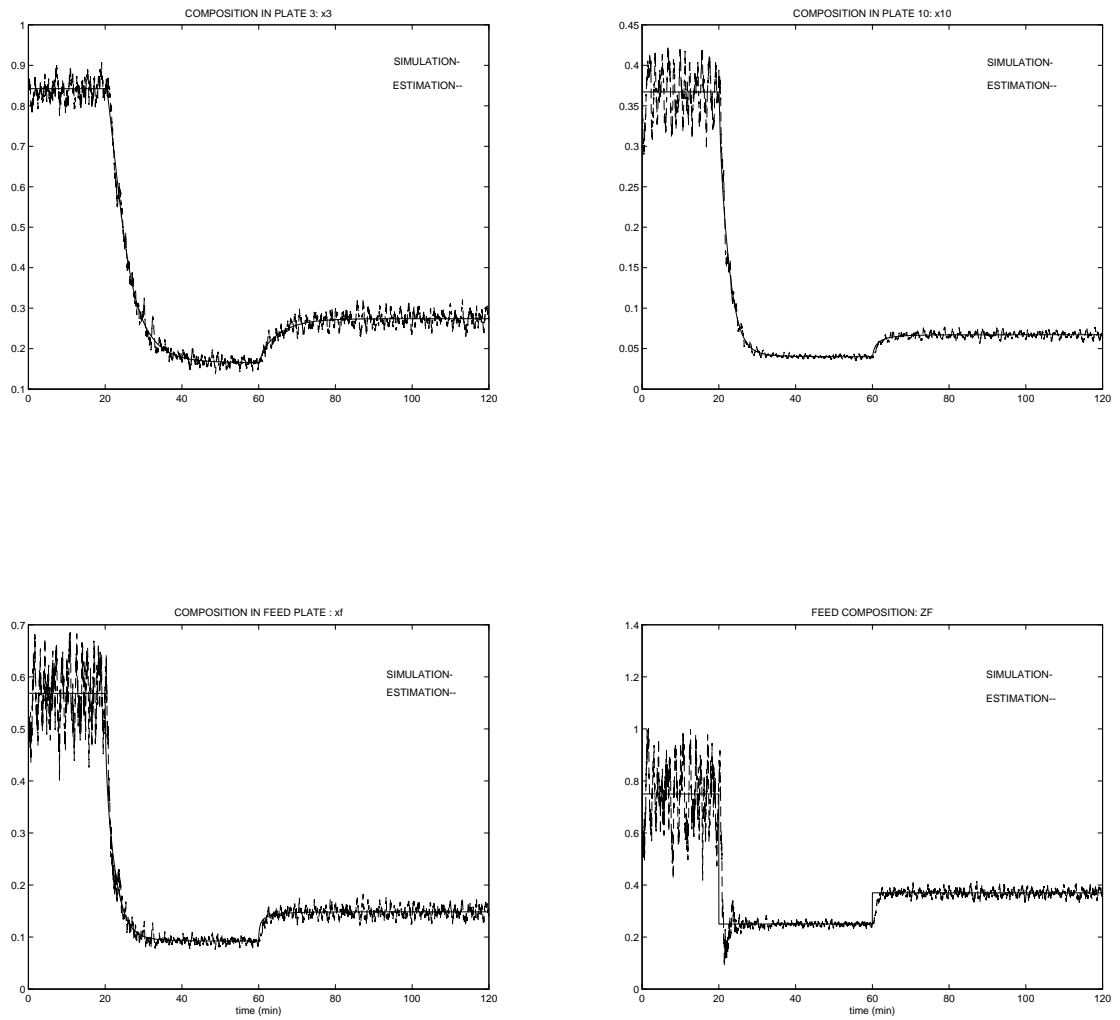 COMPOSITION IN PLATE 3: x3
1
0.9
0.8
0.7
0.6
0.5
0.4
0.3
0.2
0.1
SIMULATION-
ESTIMATION--
0 20 40 60 80 100 120
COMPOSITION IN PLATE 10: x10
0.45
0.4
0.35
0.3
0.25
0.2
0.15
0.1
0.05
0
SIMULATION-
ESTIMATION--
0 20 40 60 80 100 120
COMPOSITION IN FEED PLATE : xf
0.7
0.6
0.5
0.4
0.3
0.2
0.1
0
SIMULATION-
ESTIMATION--
0 20 40 60 80 100 120
time (min)
FEED COMPOSITION: ZF
1.4
1.2
1
0.8
0.6
0.4
0.2
0
SIMULATION-
ESTIMATION--
0 20 40 60 80 100 120
time (min)